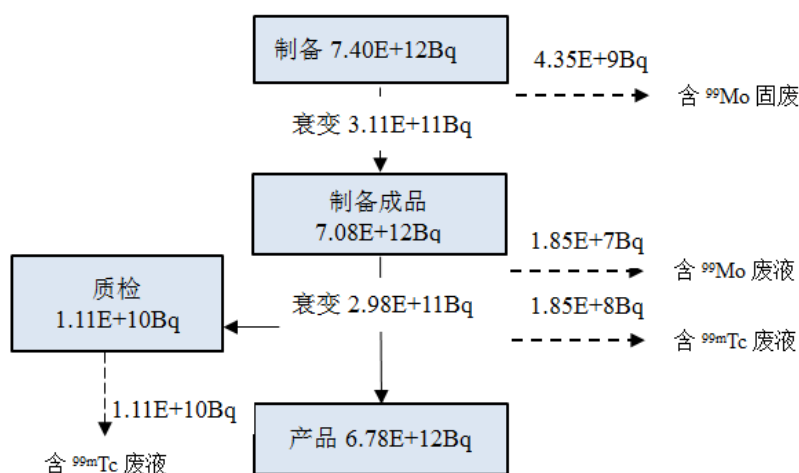 制备 7.40E+12Bq
4.35E+9Bq
含 ⁹⁹Mo 固废
衰变 3.11E+11Bq
制备成品
7.08E+12Bq
1.85E+7Bq
含 ⁹⁹Mo 废液
质检
1.11E+10Bq
衰变 2.98E+11Bq
1.85E+8Bq
含 ⁹⁹ᵐTc 废液
1.11E+10Bq
产品 6.78E+12Bq
含 ⁹⁹ᵐTc 废液